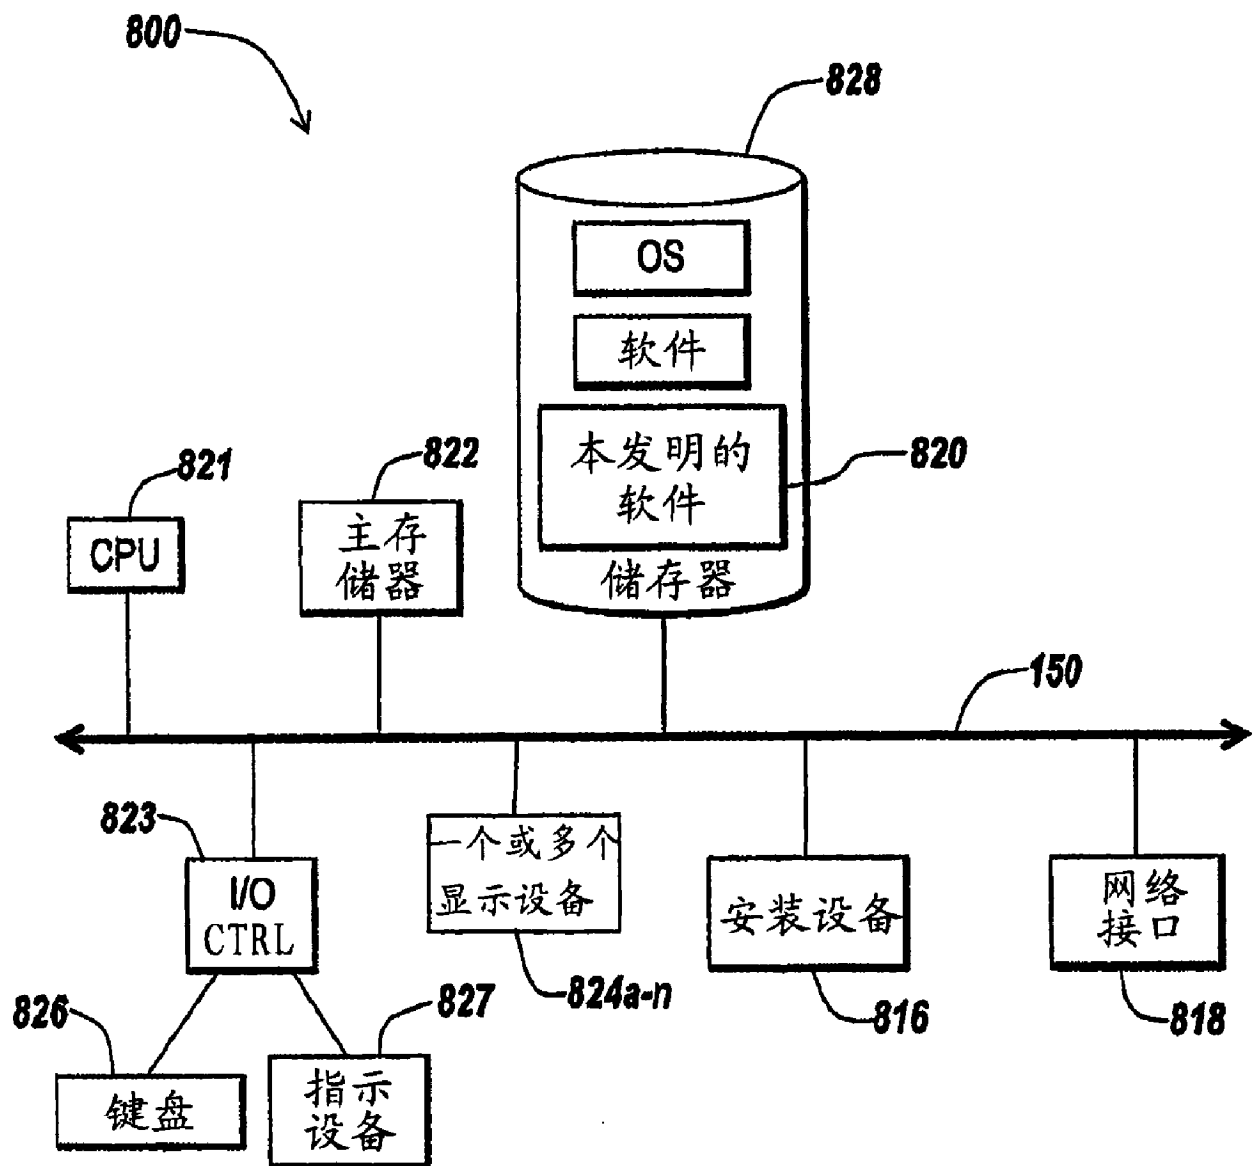 800
828
OS
软件
本发明的
软件
820
储存器
821
CPU
822
主存
储器
150
823
I/O
CTRL
一个或多个
显示设备
824a-n
安装设备
816
网络
接口
818
826
键盘
827
指示
设备